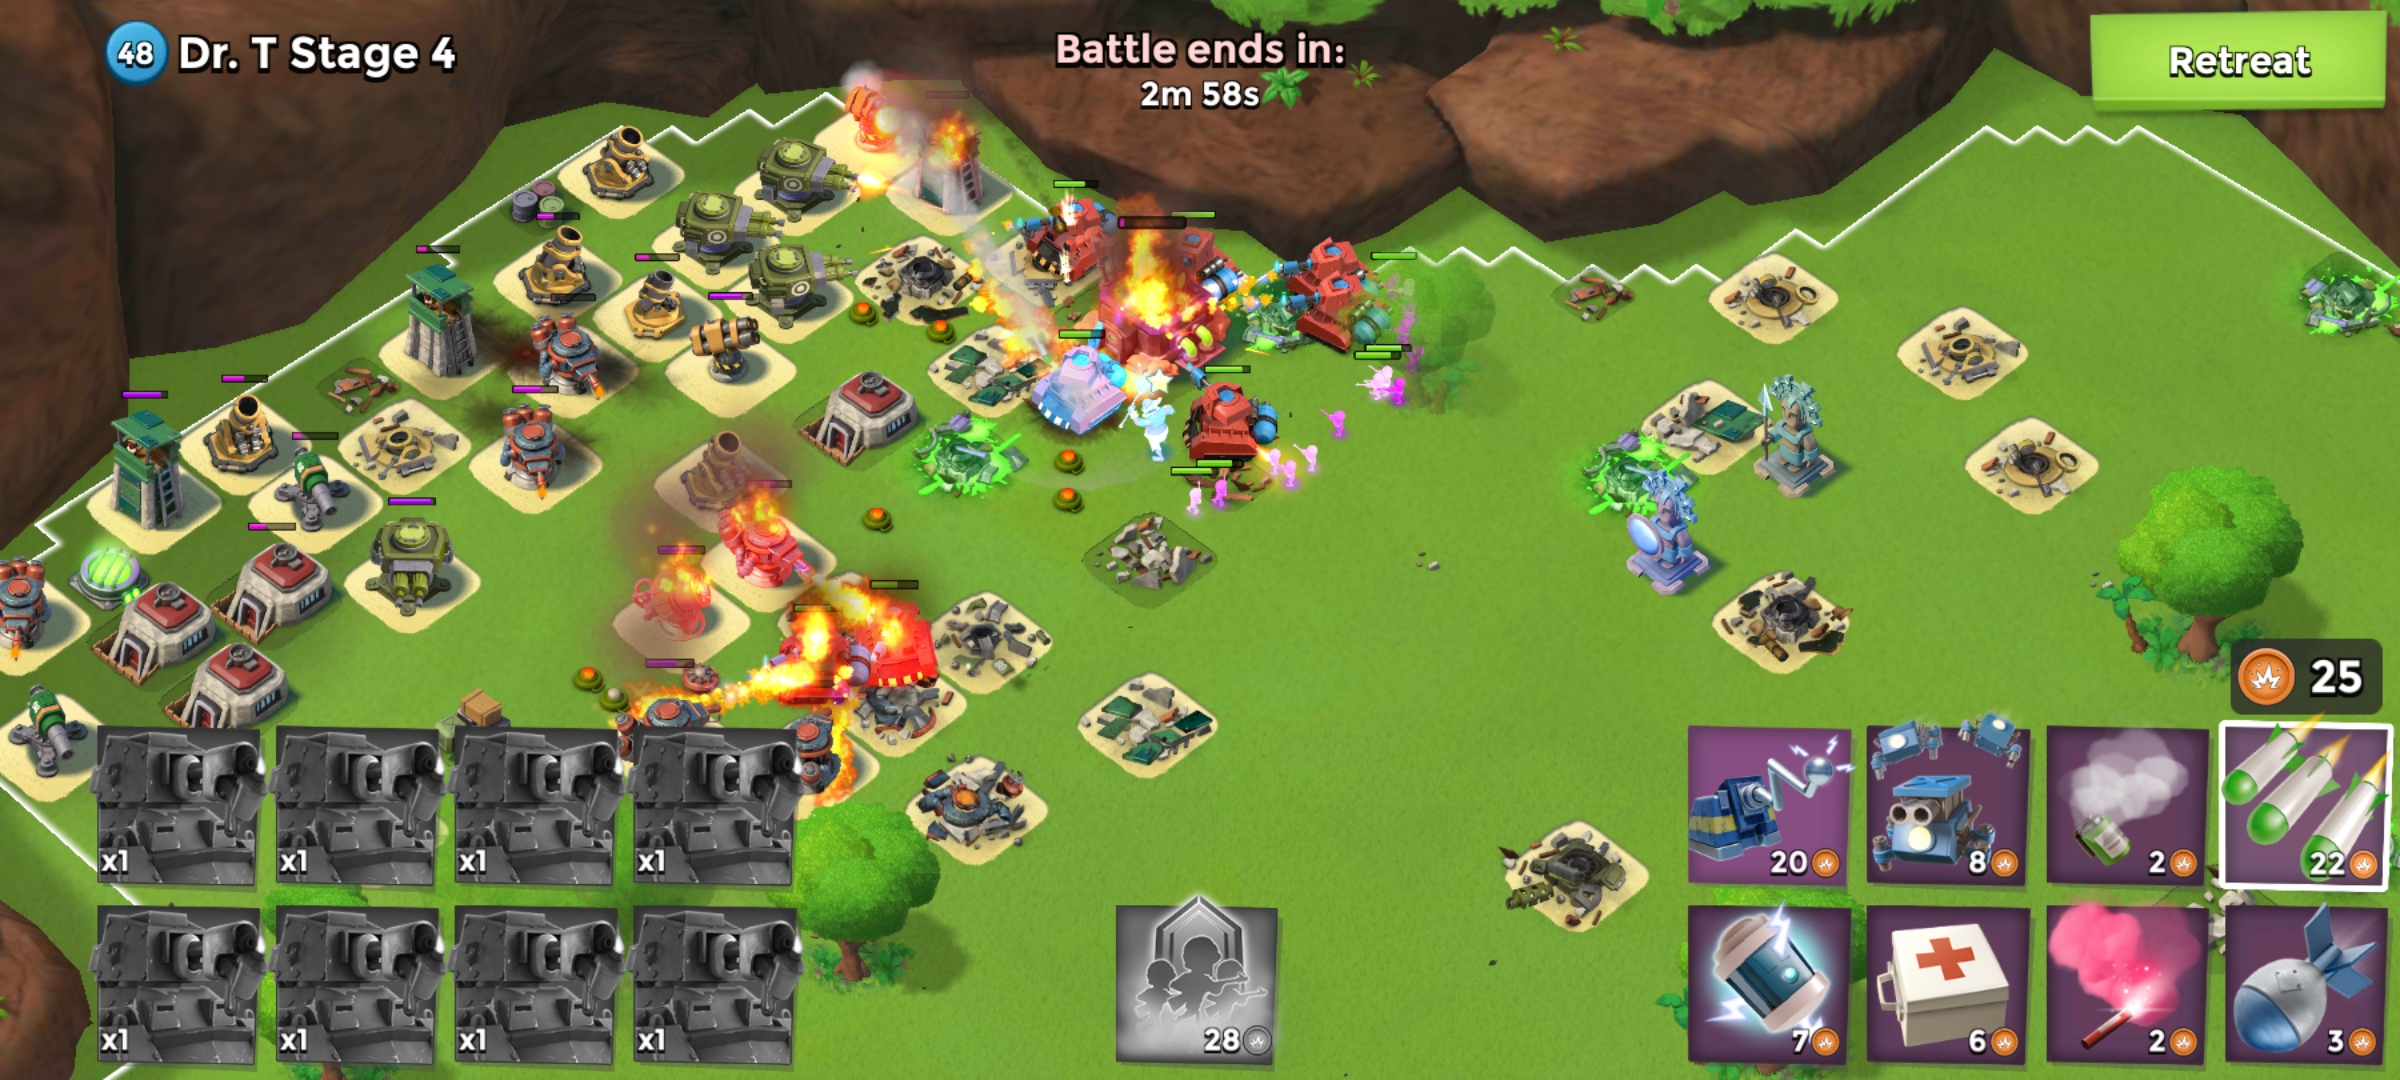 48 Dr. T Stage 4
Battle ends in:
2m 58s
Retreat
25
x1 x1 x1 x1
20 8 2 22
x1 x1 x1 x1
28
7 6 2 3